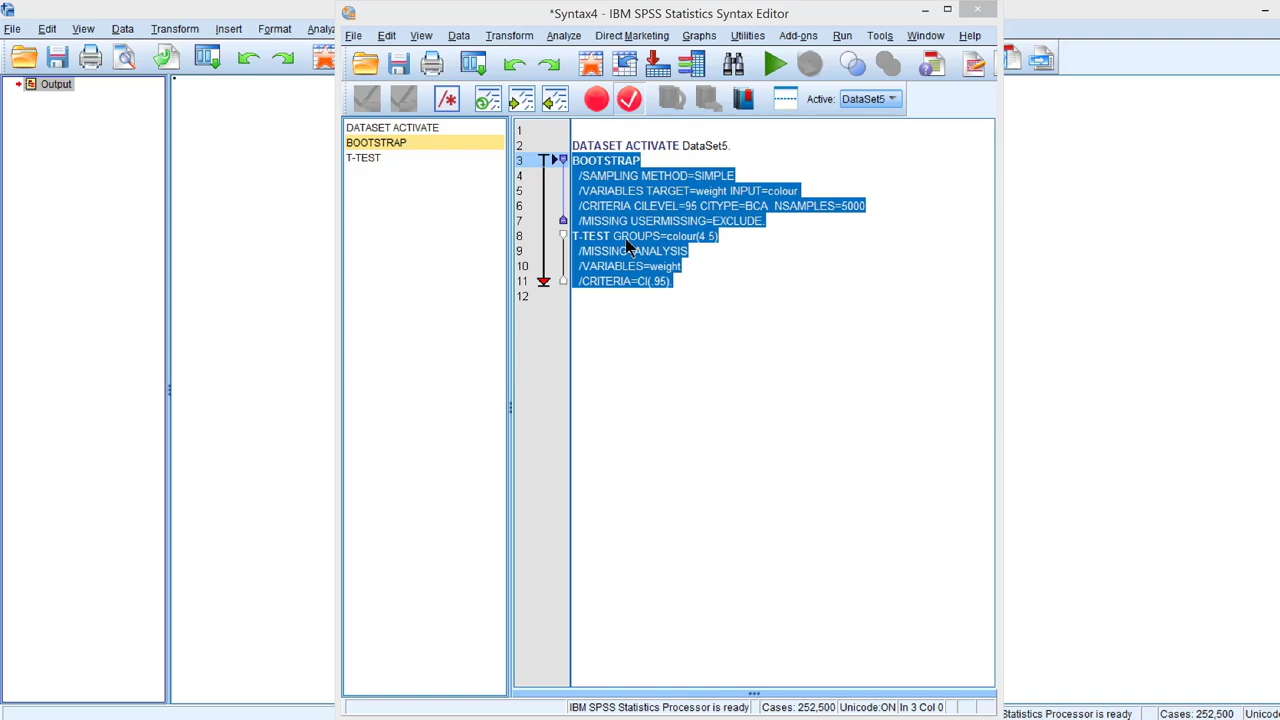 *Syntax4 - IBM SPSS Statistics Syntax Editor
File Edit View Data Transform Insert Format
File Edit View Data Transform Analyze Direct Marketing Graphs Utilities Add-ons Run Tools Window Help
Active: DataSet5
Output
DATASET ACTIVATE
BOOTSTRAP
T-TEST
1
2 DATASET ACTIVATE DataSet5.
3 BOOTSTRAP
4 /SAMPLING METHOD=SIMPLE
5 /VARIABLES TARGET=weight INPUT=colour
6 /CRITERIA CILEVEL=95 CITYPE=BCA NSAMPLES=5000
7 /MISSING USERMISSING=EXCLUDE.
8 T-TEST GROUPS=colour(4 5)
9 /MISSING=ANALYSIS
10 /VARIABLES=weight
11 /CRITERIA=CI(.95).
12
IBM SPSS Statistics Processor is ready Cases: 252,500 Unicode:ON In 3 Col 0
Statistics Processor is ready Cases: 252,500